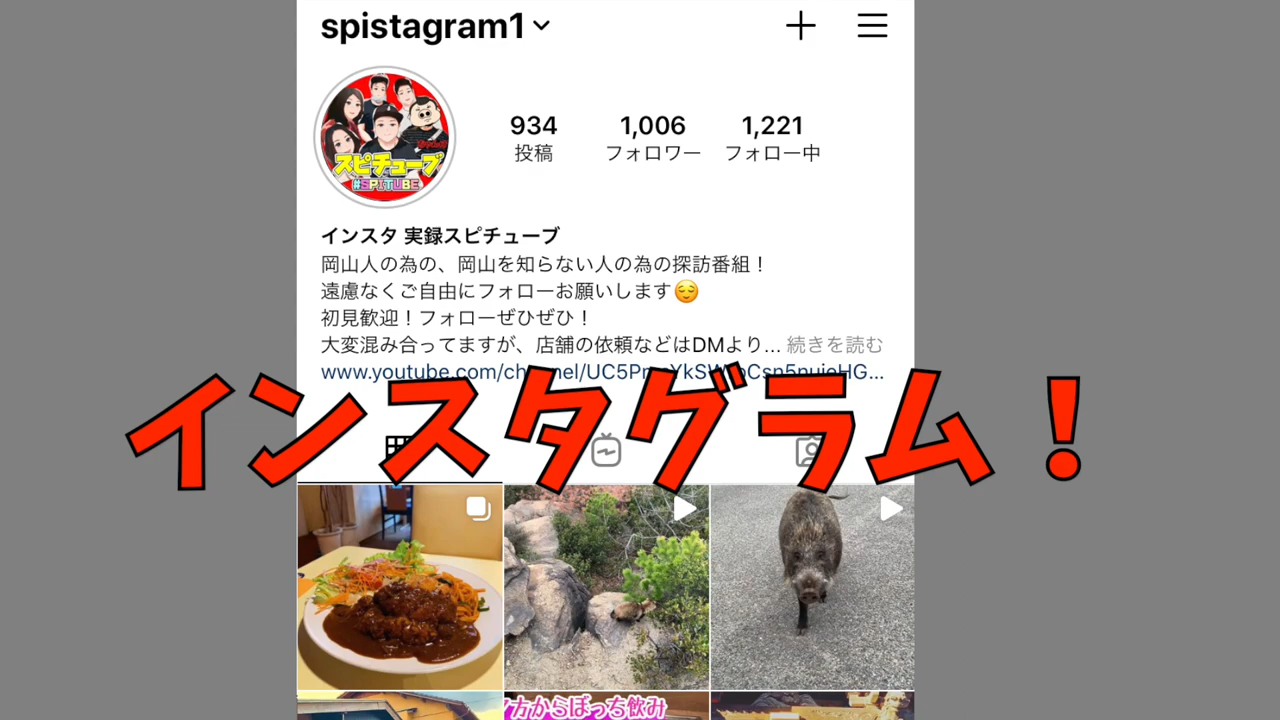 spistagram1
スピチューブ
#SPITUBE
934
1,006
1,221
投稿
フォロワー
フォロー中
インスタ 実録スピチューブ
岡山人の為の、岡山を知らない人の為の探訪番組！
遠慮なくご自由にフォローお願いします😌
初見歓迎！フォローぜひぜひ！
大変混み合ってますが、店舗の依頼などはDMより... 続きを読む
インスタグラム！
方からぼっち飲み